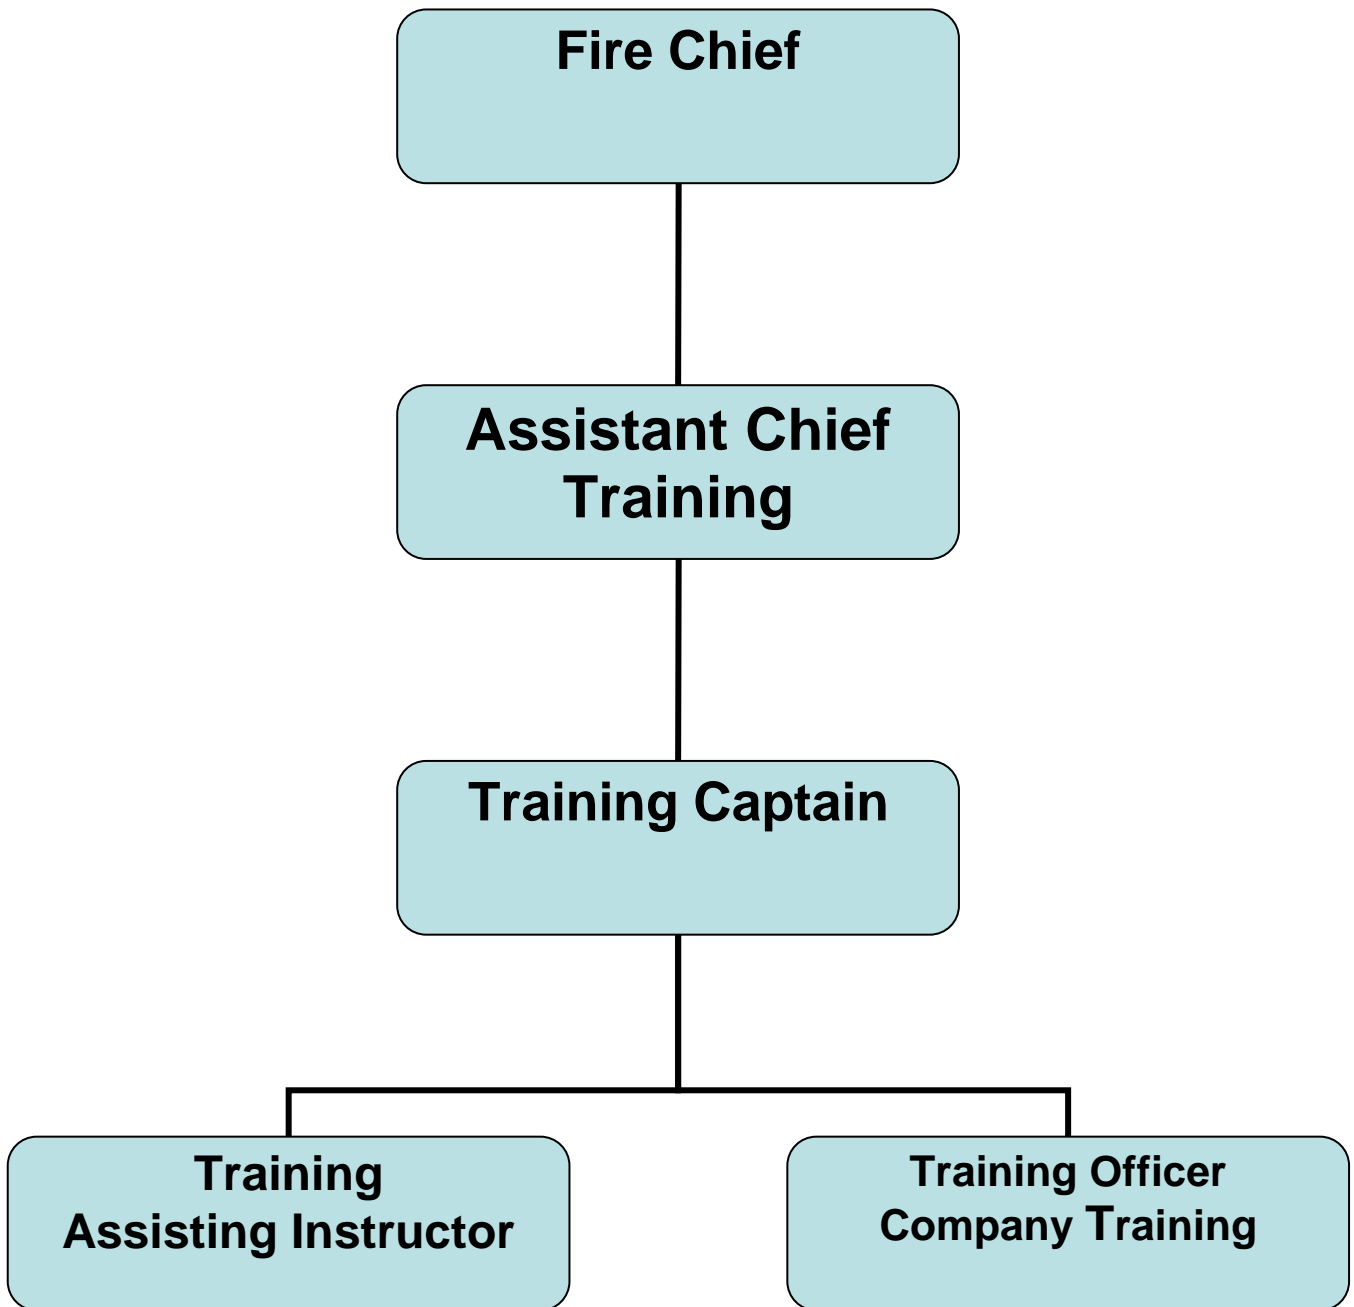 Fire Chief
Assistant Chief
Training
Training Captain
Training
Assisting Instructor
Training Officer
Company Training